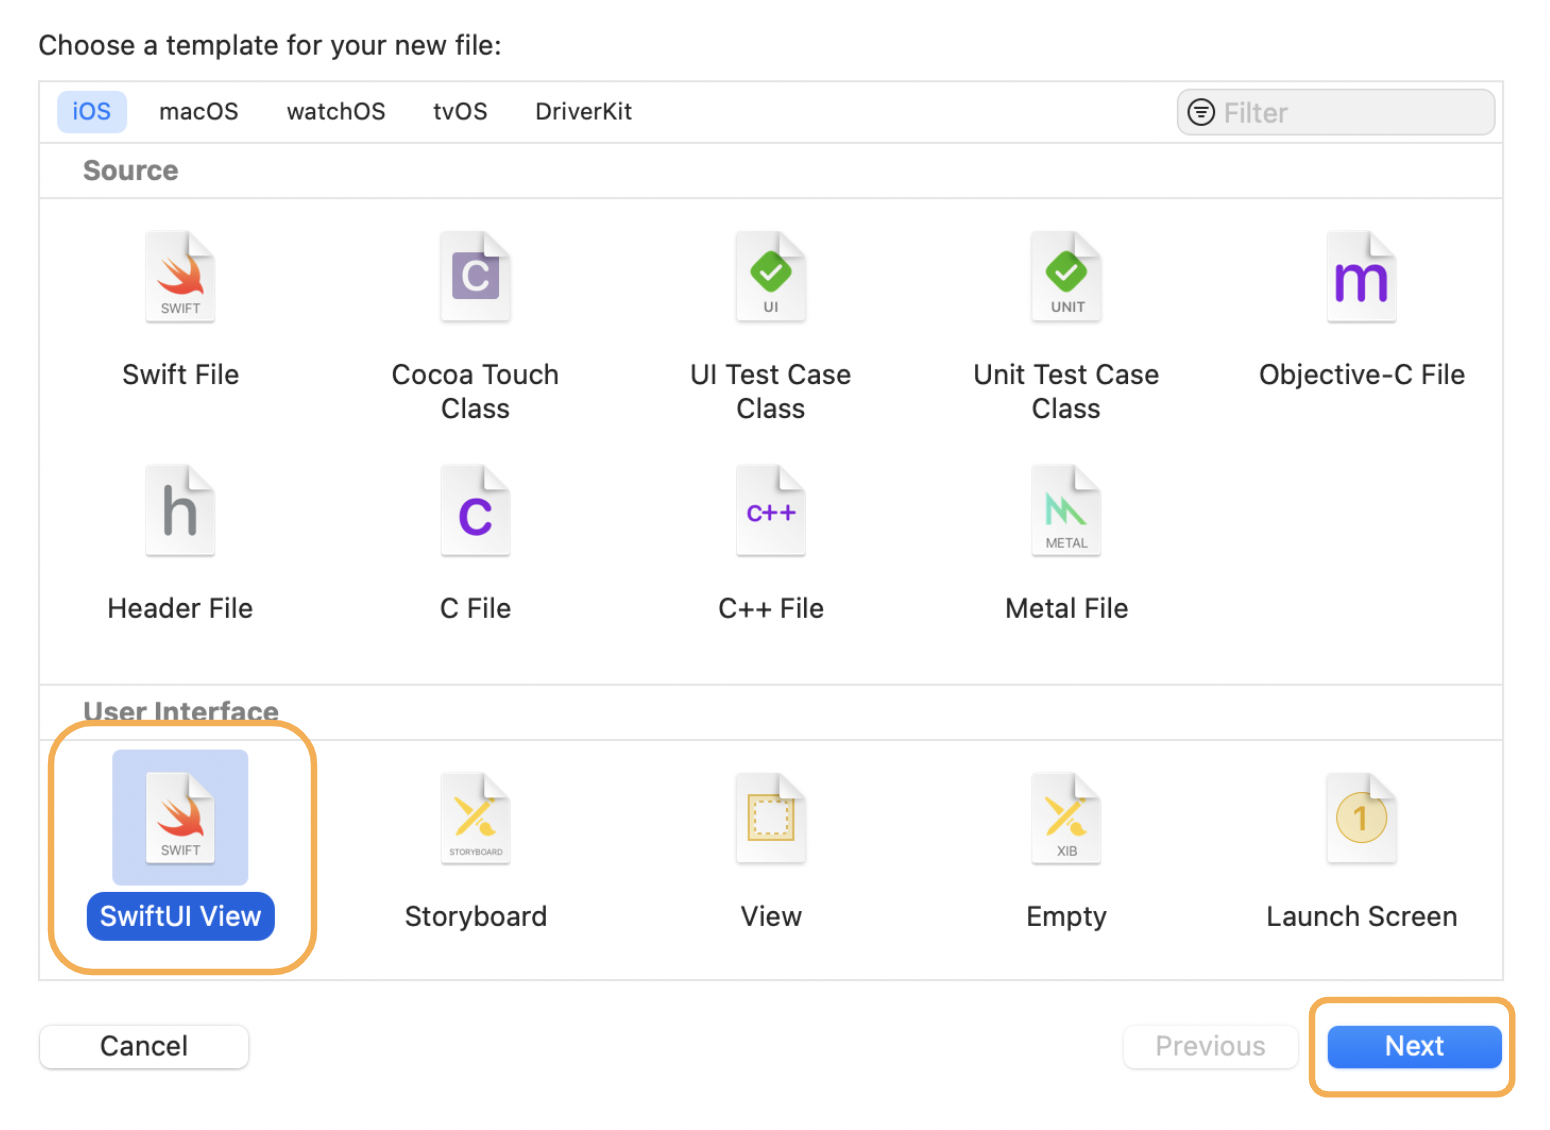 Choose a template for your new file:
iOS macOS watchOS tvOS DriverKit Filter
Source
SWIFT C UI UNIT m
Swift File Cocoa Touch Class UI Test Case Class Unit Test Case Class Objective-C File
h C C++ METAL
Header File C File C++ File Metal File
User Interface
SWIFT STORYBOARD XIB 1
SwiftUI View Storyboard View Empty Launch Screen
Cancel Previous Next